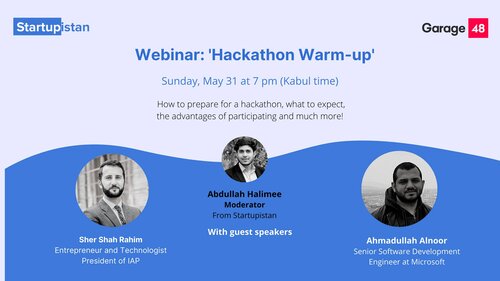 Startupistan
Garage 48
Webinar: 'Hackathon Warm-up'
Sunday, May 31 at 7 pm (Kabul time)
How to prepare for a hackathon, what to expect,
the advantages of participating and much more!
Sher Shah Rahim
Entrepreneur and Technologist
President of IAP
Abdullah Halimee
Moderator
From Startupistan
With guest speakers
Ahmadullah Alnoor
Senior Software Development
Engineer at Microsoft